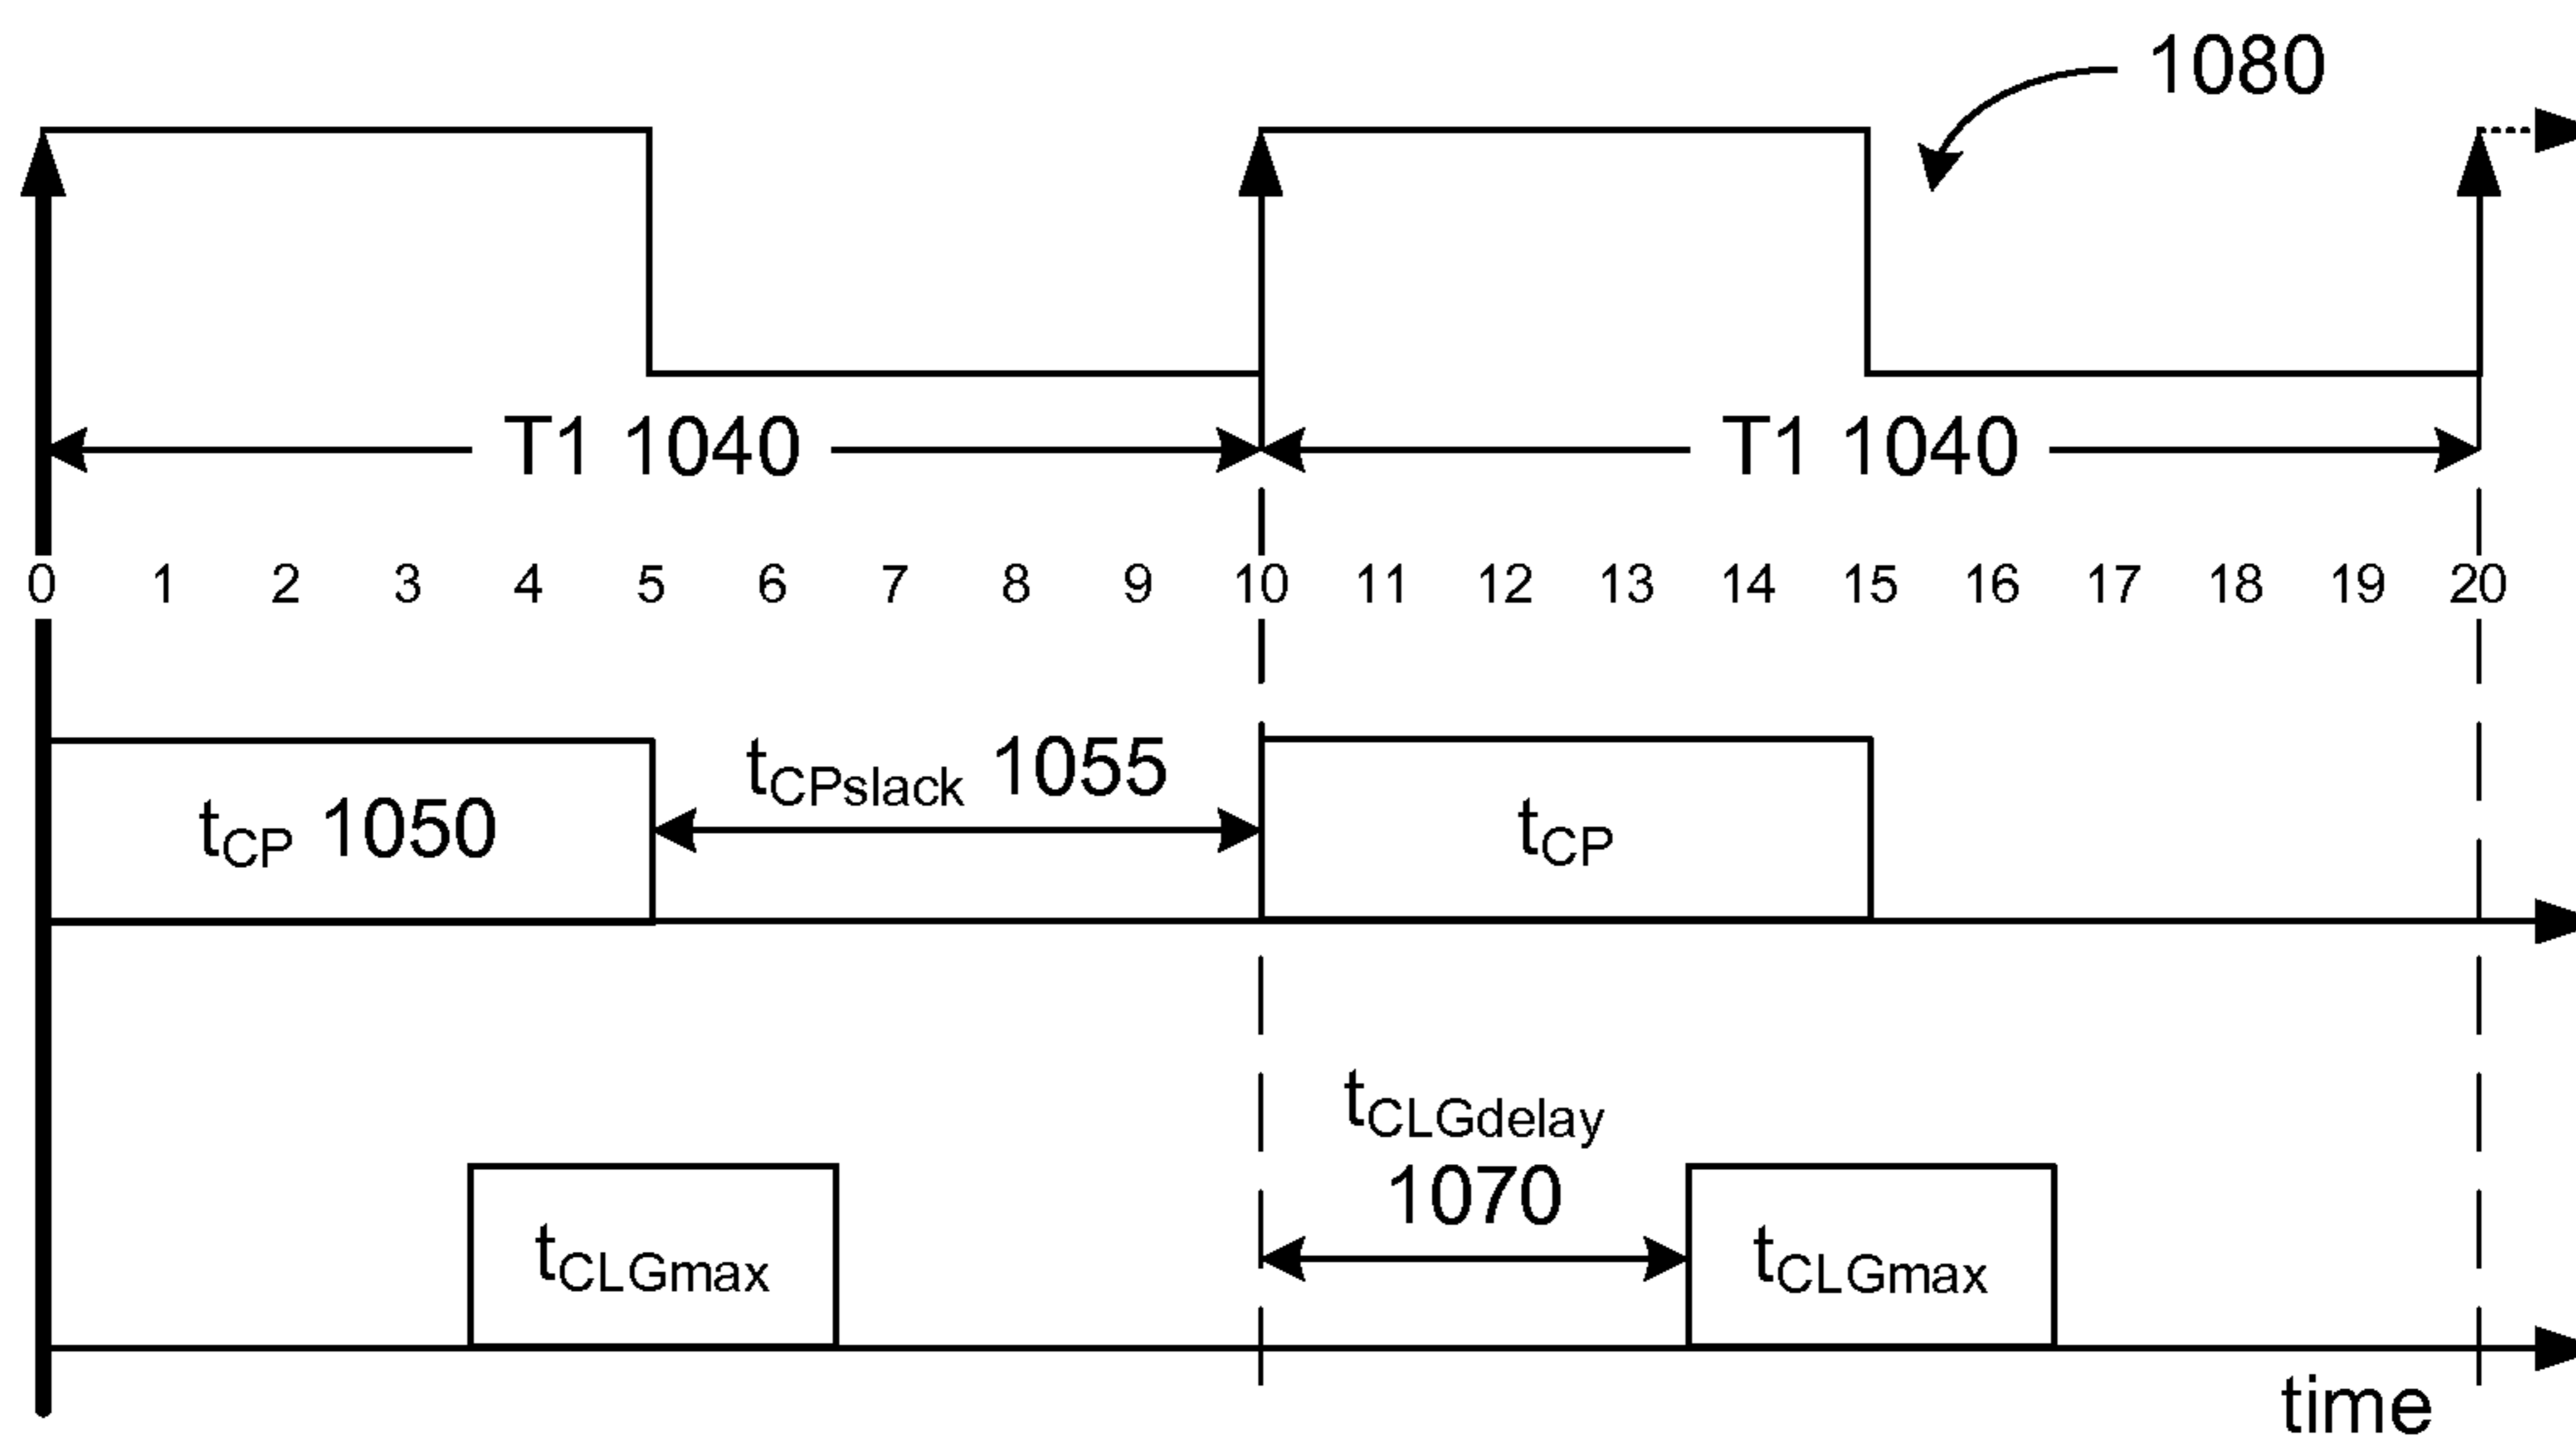 1080
T1 1040 T1 1040
0 1 2 3 4 5 6 7 8 9 10 11 12 13 14 15 16 17 18 19 20
tCP 1050 tCPslack 1055 tCP
tCLGdelay
1070
tCLGmax tCLGmax
time